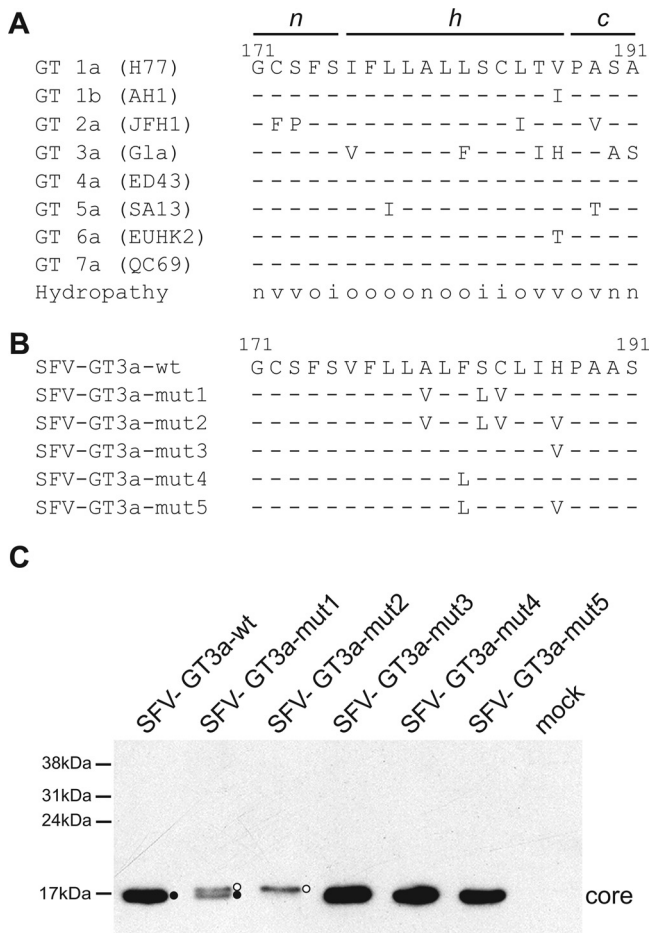 A
n h c
171 191
GT 1a (H77) G C S F S I F L L A L L S C L T V P A S A
GT 1b (AH1) - - - - - - - - - - - - - - - - I - - - -
GT 2a (JFH1) - F P - - - - - - - - - - - I - - - V - -
GT 3a (Gla) - - - - - V - - - - - F - - - I H - - A S
GT 4a (ED43) - - - - - - - - - - - - - - - - - - - - -
GT 5a (SA13) - - - - - - - I - - - - - - - - - - T - -
GT 6a (EUHK2) - - - - - - - - - - - - - - - - T - - - -
GT 7a (QC69) - - - - - - - - - - - - - - - - - - - - -
Hydropathy n v v o i o o o o n o o i i o v v o v n n
B
171 191
SFV-GT3a-wt G C S F S V F L L A L F S C L I H P A A S
SFV-GT3a-mut1 - - - - - - - - - V - - L V - - - - - - -
SFV-GT3a-mut2 - - - - - - - - - V - - L V - - V - - - -
SFV-GT3a-mut3 - - - - - - - - - - - - - - - - V - - - -
SFV-GT3a-mut4 - - - - - - - - - - - L - - - - - - - - -
SFV-GT3a-mut5 - - - - - - - - - - - L - - - - V - - - -
C
SFV- GT3a-wt
SFV- GT3a-mut1
SFV- GT3a-mut2
SFV- GT3a-mut3
SFV- GT3a-mut4
SFV- GT3a-mut5
mock
38kDa
31kDa
24kDa
17kDa
core